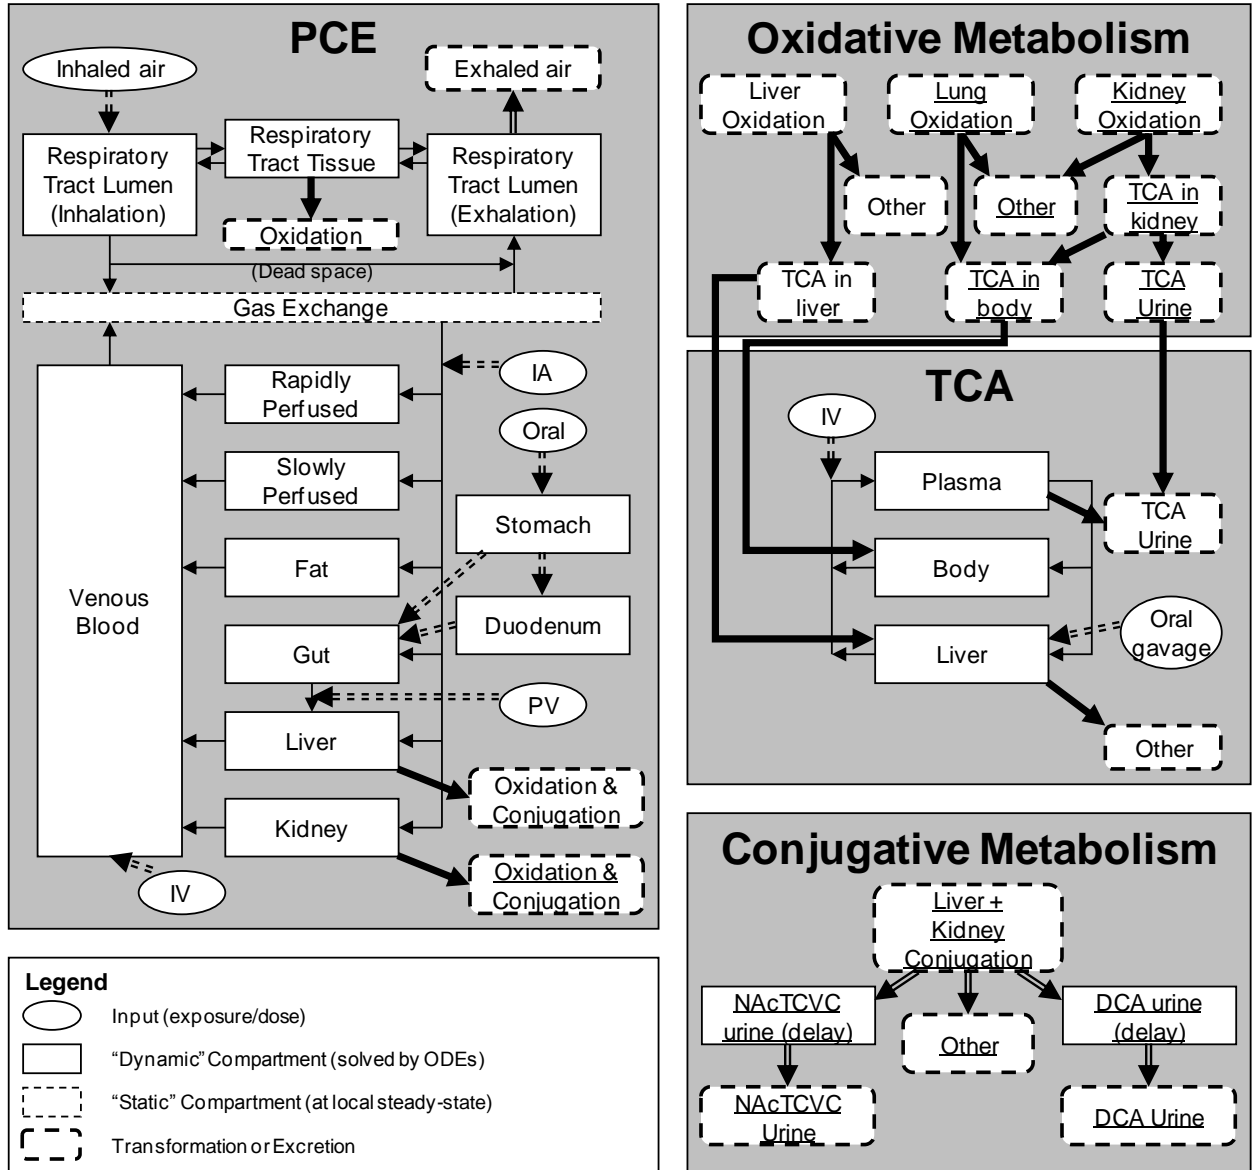 PCE
Inhaled air
Exhaled air
Respiratory
Tract Lumen
(Inhalation)
Respiratory
Tract Tissue
Respiratory
Tract Lumen
(Exhalation)
Oxidation
(Dead space)
Gas Exchange
Venous
Blood
Rapidly
Perfused
IA
Oral
Slowly
Perfused
Stomach
Fat
Duodenum
Gut
PV
Liver
Oxidation &
Conjugation
Kidney
Oxidation &
Conjugation
IV
Oxidative Metabolism
Liver
Oxidation
Lung
Oxidation
Kidney
Oxidation
Other
Other
TCA in
kidney
TCA in
liver
TCA in
body
TCA
Urine
TCA
IV
Plasma
TCA
Urine
Body
Liver
Oral
gavage
Other
Conjugative Metabolism
Liver +
Kidney
Conjugation
NAcTCVC
urine (delay)
Other
DCA urine
(delay)
NAcTCVC
Urine
DCA Urine
Legend
Input (exposure/dose)
“Dynamic” Compartment (solved by ODEs)
“Static” Compartment (at local steady-state)
Transformation or Excretion